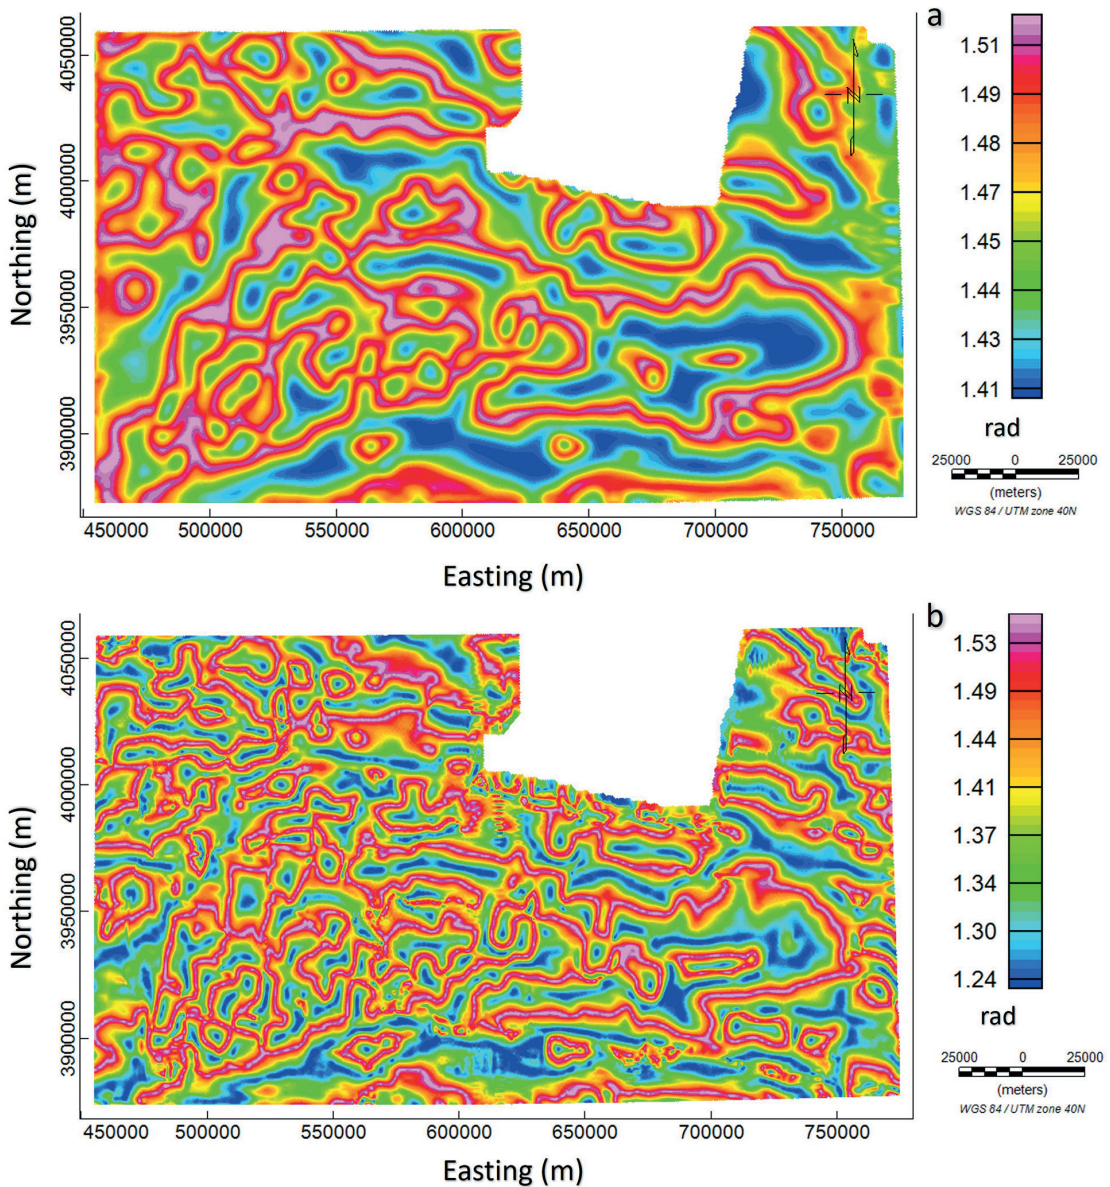 a
1.51
1.49
1.48
1.47
1.45
1.44
1.43
1.41
rad
25000 0 25000
(meters)
WGS 84 / UTM zone 40N
N
Northing (m)
4050000
4000000
3950000
3900000
450000 500000 550000 600000 650000 700000 750000
Easting (m)
b
1.53
1.49
1.44
1.41
1.37
1.34
1.30
1.24
rad
25000 0 25000
(meters)
WGS 84 / UTM zone 40N
N
Northing (m)
4050000
4000000
3950000
3900000
450000 500000 550000 600000 650000 700000 750000
Easting (m)